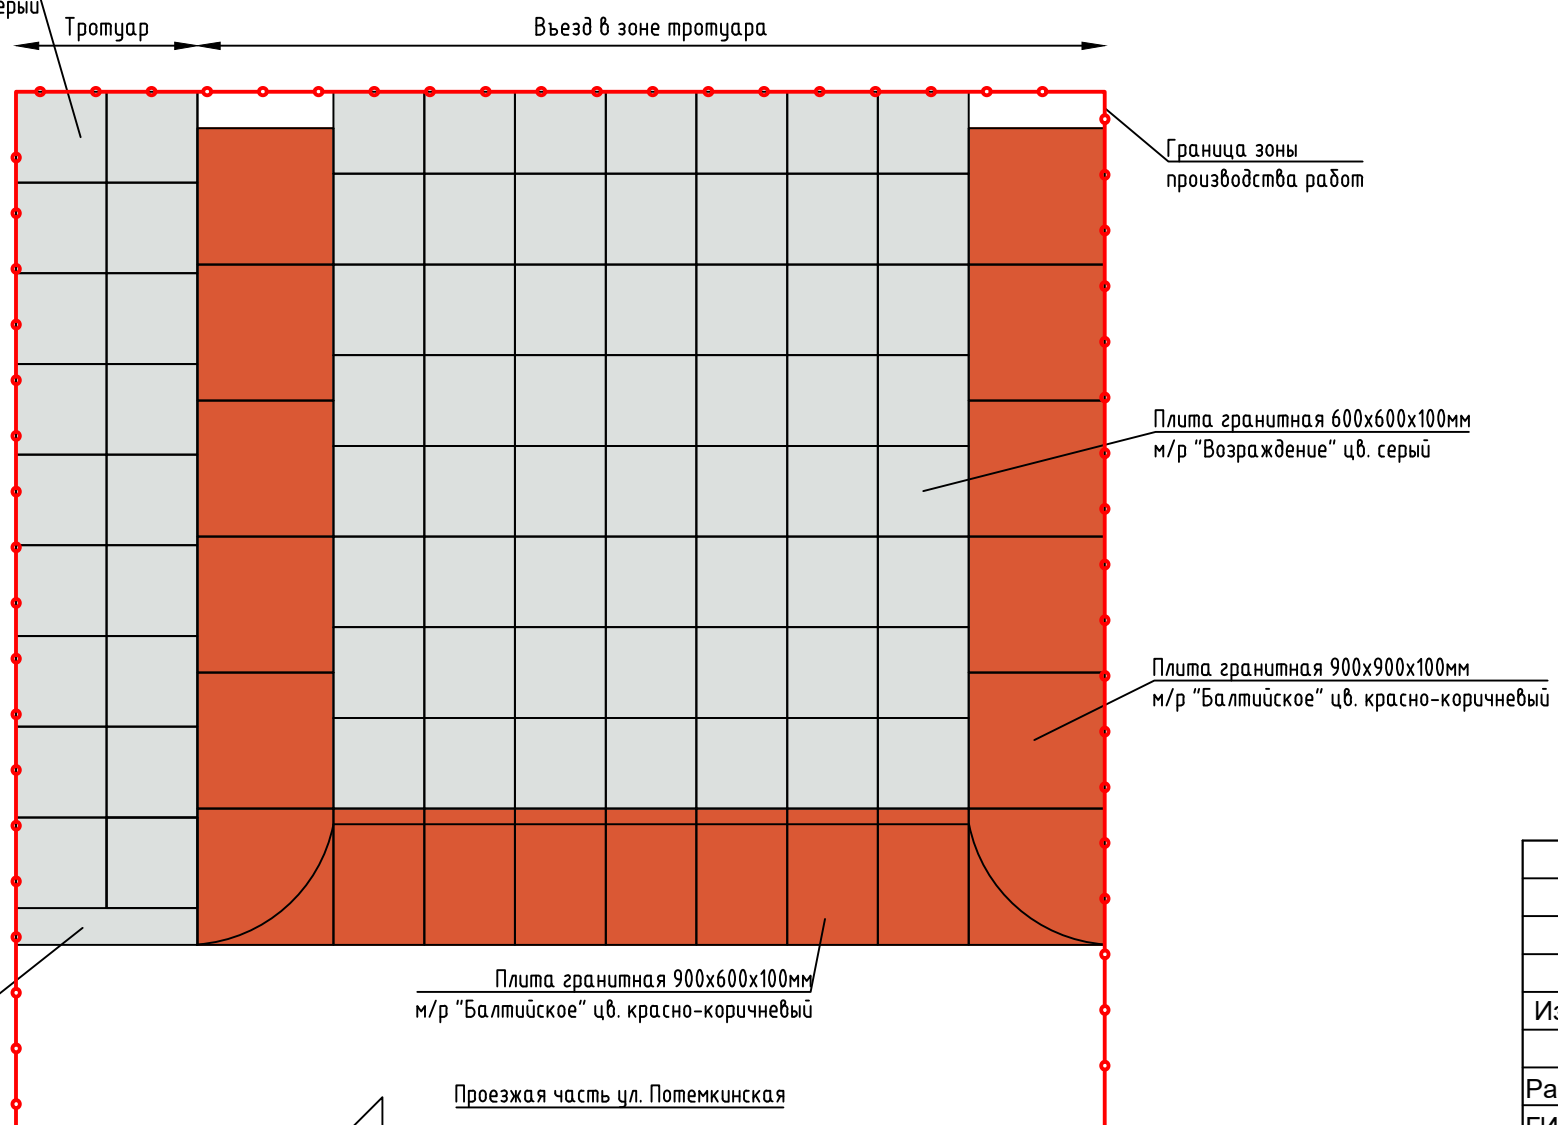 Тротуар
Въезд в зоне тротуара
Граница зоны
производства работ
Плита гранитная 600х600х100мм
м/р "Возраждение" цв. серый
Плита гранитная 900х900х100мм
м/р "Балтийское" цв. красно-коричневый
Плита гранитная 900х600х100мм
м/р "Балтийское" цв. красно-коричневый
Проезжая часть ул. Потемкинская